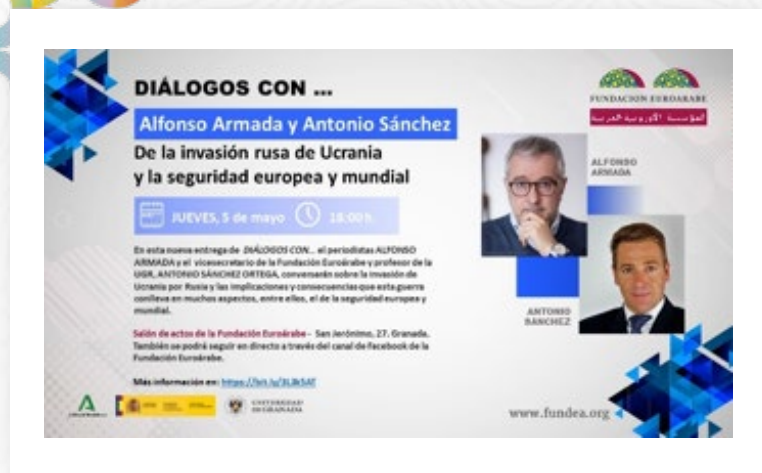 DIÁLOGOS CON ...
Alfonso Armada y Antonio Sánchez
De la invasión rusa de Ucrania
y la seguridad europea y mundial
JUEVES, 5 de mayo 18:00 h
En esta nueva entrega de DIÁLOGOS CON... el periodistas ALFONSO
ARMADA y el vicesecretario de la Fundación Euroárabe y profesor de la
UGR, ANTONIO SÁNCHEZ ORTEGA, conversarán sobre la invasión de
Ucrania por Rusia y las implicaciones y consecuencias que esta guerra
conlleva en muchos aspectos, entre ellos, el de la seguridad europea y
mundial.
Salón de actos de la Fundación Euroárabe - San Jerónimo, 27. Granada.
También se podrá seguir en directo a través del canal de Facebook de la
Fundación Euroárabe.
Más información en:
FUNDACION EUROARABE
المؤسسة الأوروبية العربية
ALFONSO
ARMADA
ANTONIO
SANCHEZ
UNIVERSIDAD
DE GRANADA
www.fundea.org